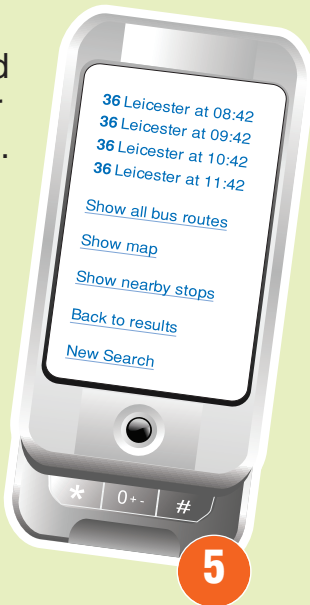 d
36 Leicester at 08:42
36 Leicester at 09:42
36 Leicester at 10:42
36 Leicester at 11:42
Show all bus routes
Show map
Show nearby stops
Back to results
New Search
* 0+- #
5